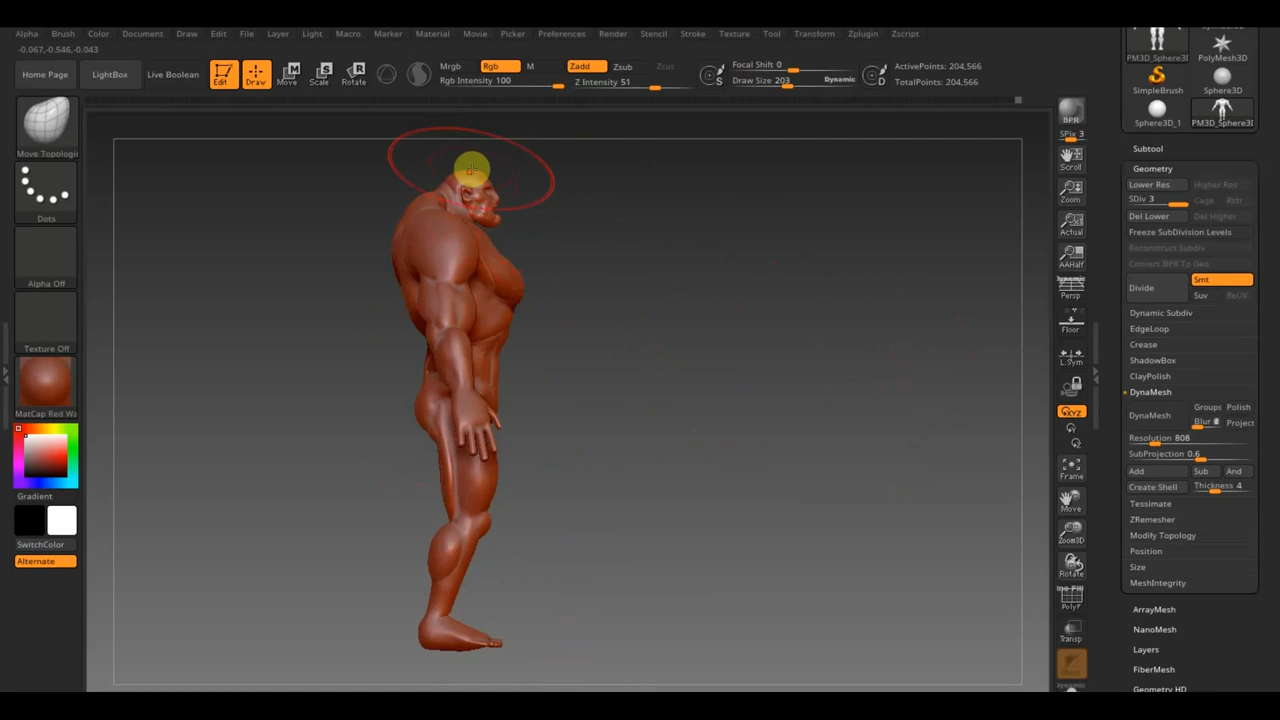 Alpha Brush Color Document Draw Edit File Layer Light Macro Marker Material Movie Picker Preferences Render Stencil Stroke Texture Tool Transform Zplugin Zscript
-0.067,-0.546,-0.043
Home Page LightBox Live Boolean Edit Draw Move Scale Rotate
Mrgb Rgb M Zadd Zsub Zcut
Rgb Intensity 100 Z Intensity 51
Focal Shift 0
Draw Size 203 Dynamic
S
D
ActivePoints: 204,566
TotalPoints: 204,566
Move Topologic
Dots
Alpha Off
Texture Off
MatCap Red Wa
Gradient
SwitchColor
Alternate
BPR
SPix 3
Scroll
Zoom
Actual
AAHalf
Dynamic
Persp
Floor
L.Sym
XYZ
Frame
Move
Zoom3D
Rotate
PolyF
Transp
Dynamic
PM3D_Sphere3D PolyMesh3D
SimpleBrush Sphere3D
Sphere3D_1 PM3D_Sphere3D
Subtool
Geometry
Lower Res Higher Res
SDiv 3 Cage Rstr
Del Lower Del Higher
Freeze SubDivision Levels
Reconstruct Subdiv
Convert BPR To Geo
Divide Smt
Suv ReUV
Dynamic Subdiv
EdgeLoop
Crease
ShadowBox
ClayPolish
DynaMesh
DynaMesh Groups Polish
Blur Project
Resolution 808
SubProjection 0.6
Add Sub And
Create Shell Thickness 4
Tessimate
ZRemesher
Modify Topology
Position
Size
MeshIntegrity
ArrayMesh
NanoMesh
Layers
FiberMesh
Geometry HD